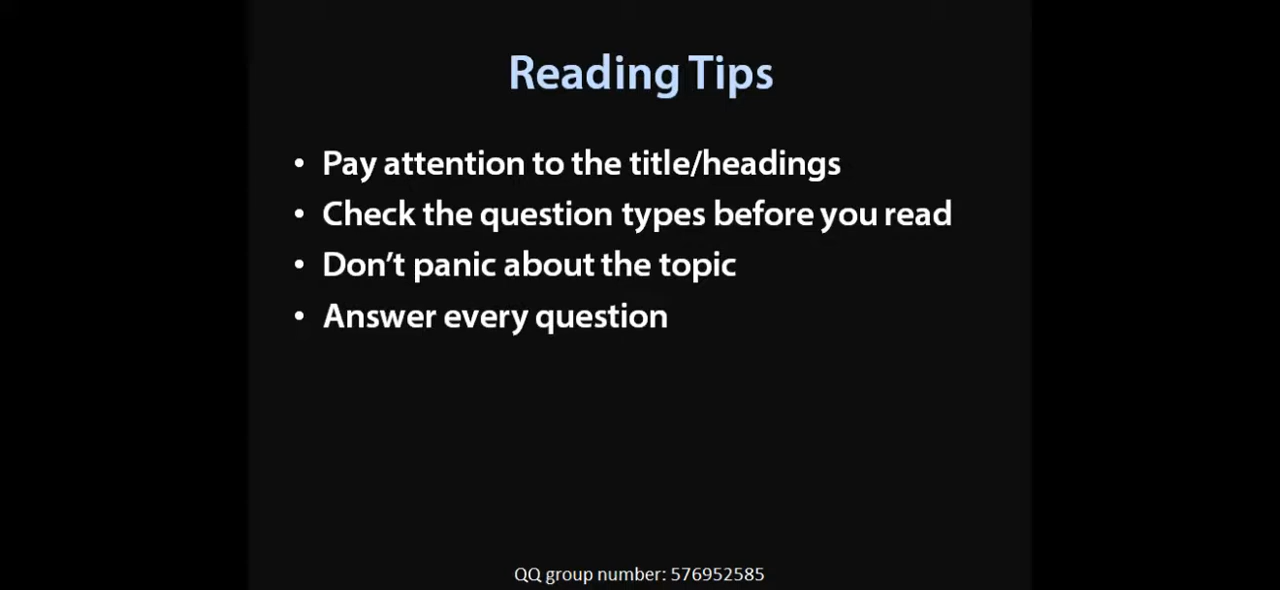 Reading Tips
• Pay attention to the title/headings
• Check the question types before you read
• Don’t panic about the topic
• Answer every question
QQ group number: 576952585